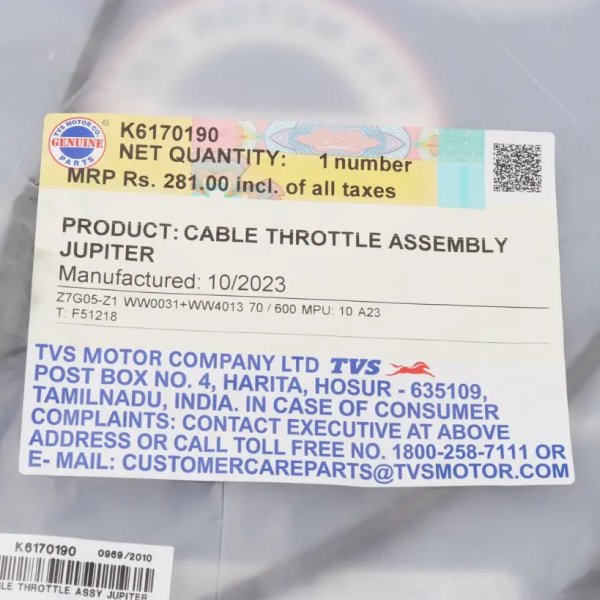 TVS MOTOR CO.
GENUINE
PARTS
K6170190
NET QUANTITY: 1 number
MRP Rs. 281.00 incl. of all taxes
PRODUCT: CABLE THROTTLE ASSEMBLY
JUPITER
Manufactured: 10/2023
Z7G05-Z1 WW0031+WW4013 70 / 600 MPU: 10 A23
T: F51218
TVS MOTOR COMPANY LTD TVS
POST BOX NO. 4, HARITA, HOSUR - 635109,
TAMILNADU, INDIA. IN CASE OF CONSUMER
COMPLAINTS: CONTACT EXECUTIVE AT ABOVE
ADDRESS OR CALL TOLL FREE NO. 1800-258-7111 OR
E- MAIL: CUSTOMERCAREPARTS@TVSMOTOR.COM
K6170190 0969/2010
LE THROTTLE ASSY JUPITER